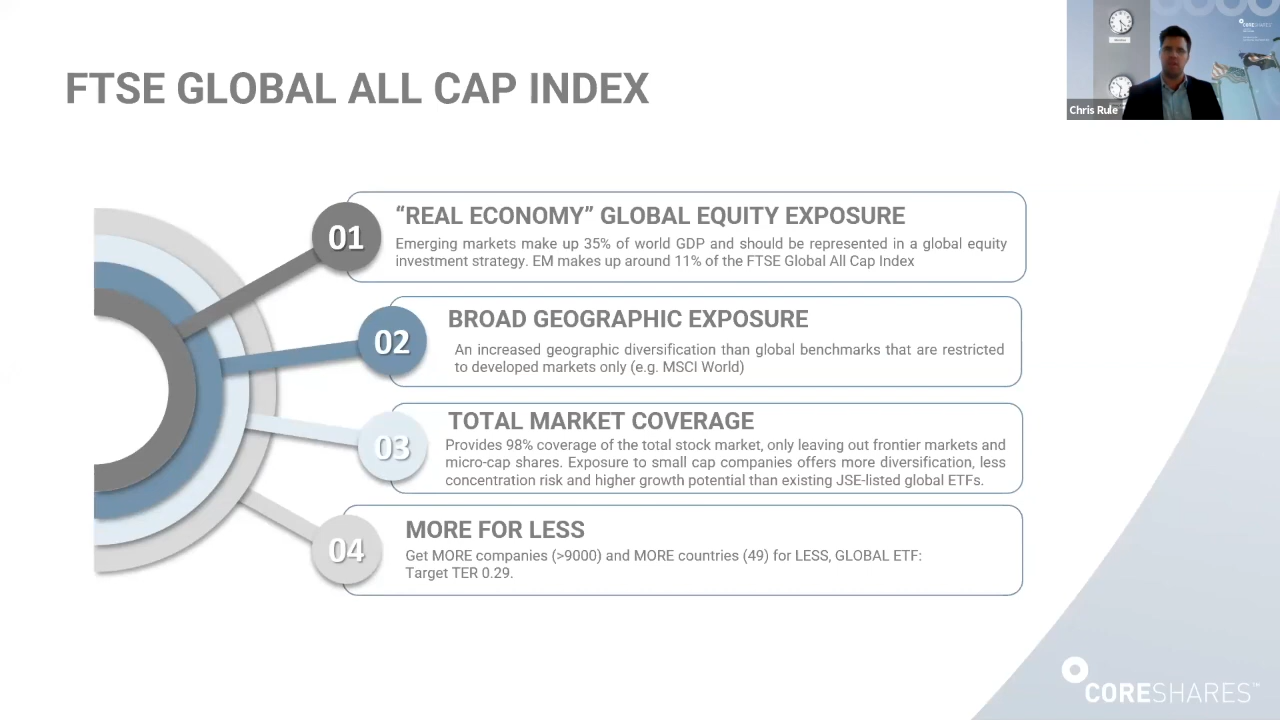 FTSE GLOBAL ALL CAP INDEX
CORESHARES
Chris Rule
01
“REAL ECONOMY” GLOBAL EQUITY EXPOSURE
Emerging markets make up 35% of world GDP and should be represented in a global equity
investment strategy. EM makes up around 11% of the FTSE Global All Cap Index
02
BROAD GEOGRAPHIC EXPOSURE
An increased geographic diversification than global benchmarks that are restricted
to developed markets only (e.g. MSCI World)
03
TOTAL MARKET COVERAGE
Provides 98% coverage of the total stock market, only leaving out frontier markets and
micro-cap shares. Exposure to small cap companies offers more diversification, less
concentration risk and higher growth potential than existing JSE-listed global ETFs.
04
MORE FOR LESS
Get MORE companies (>9000) and MORE countries (49) for LESS, GLOBAL ETF:
Target TER 0.29.
CORESHARES™